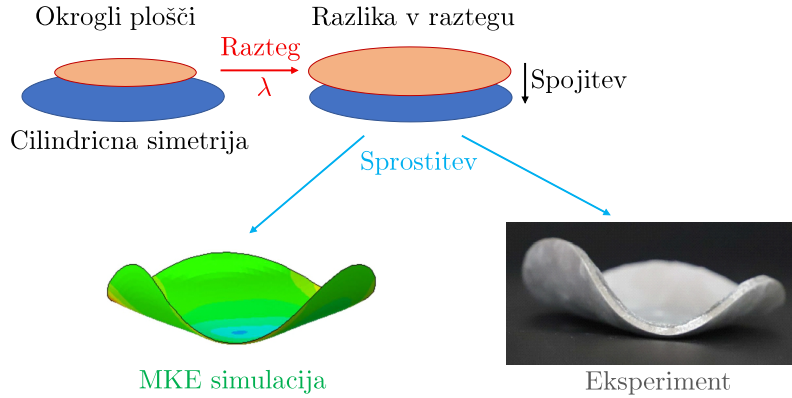 Okrogli plošči
Razlika v raztegu
Razteg
λ
Spojitev
Cilindricna simetrija
Sprostitev
MKE simulacija
Eksperiment